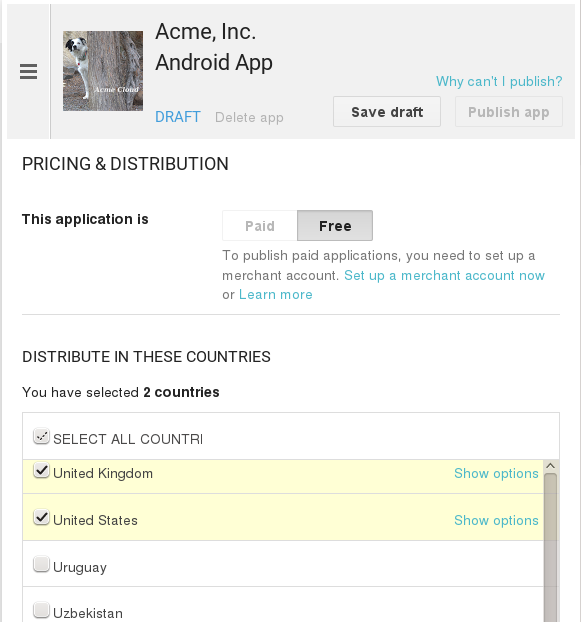 Acme, Inc.
Android App
Acme Cloud
Why can't I publish?
DRAFT Delete app Save draft Publish app
PRICING & DISTRIBUTION
This application is Paid Free
To publish paid applications, you need to set up a
merchant account. Set up a merchant account now
or Learn more
DISTRIBUTE IN THESE COUNTRIES
You have selected 2 countries
SELECT ALL COUNTRI
United Kingdom Show options
United States Show options
Uruguay
Uzbekistan